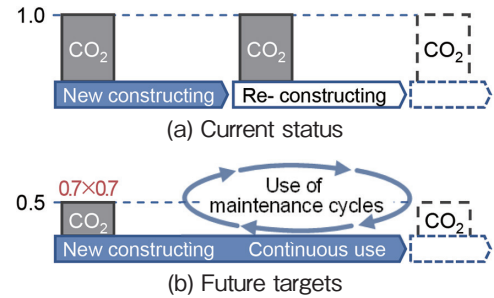 1.0
CO2 CO2 CO2
New constructing Re- constructing
(a) Current status
0.7×0.7
0.5
Use of
maintenance cycles
CO2 CO2
New constructing Continuous use
(b) Future targets